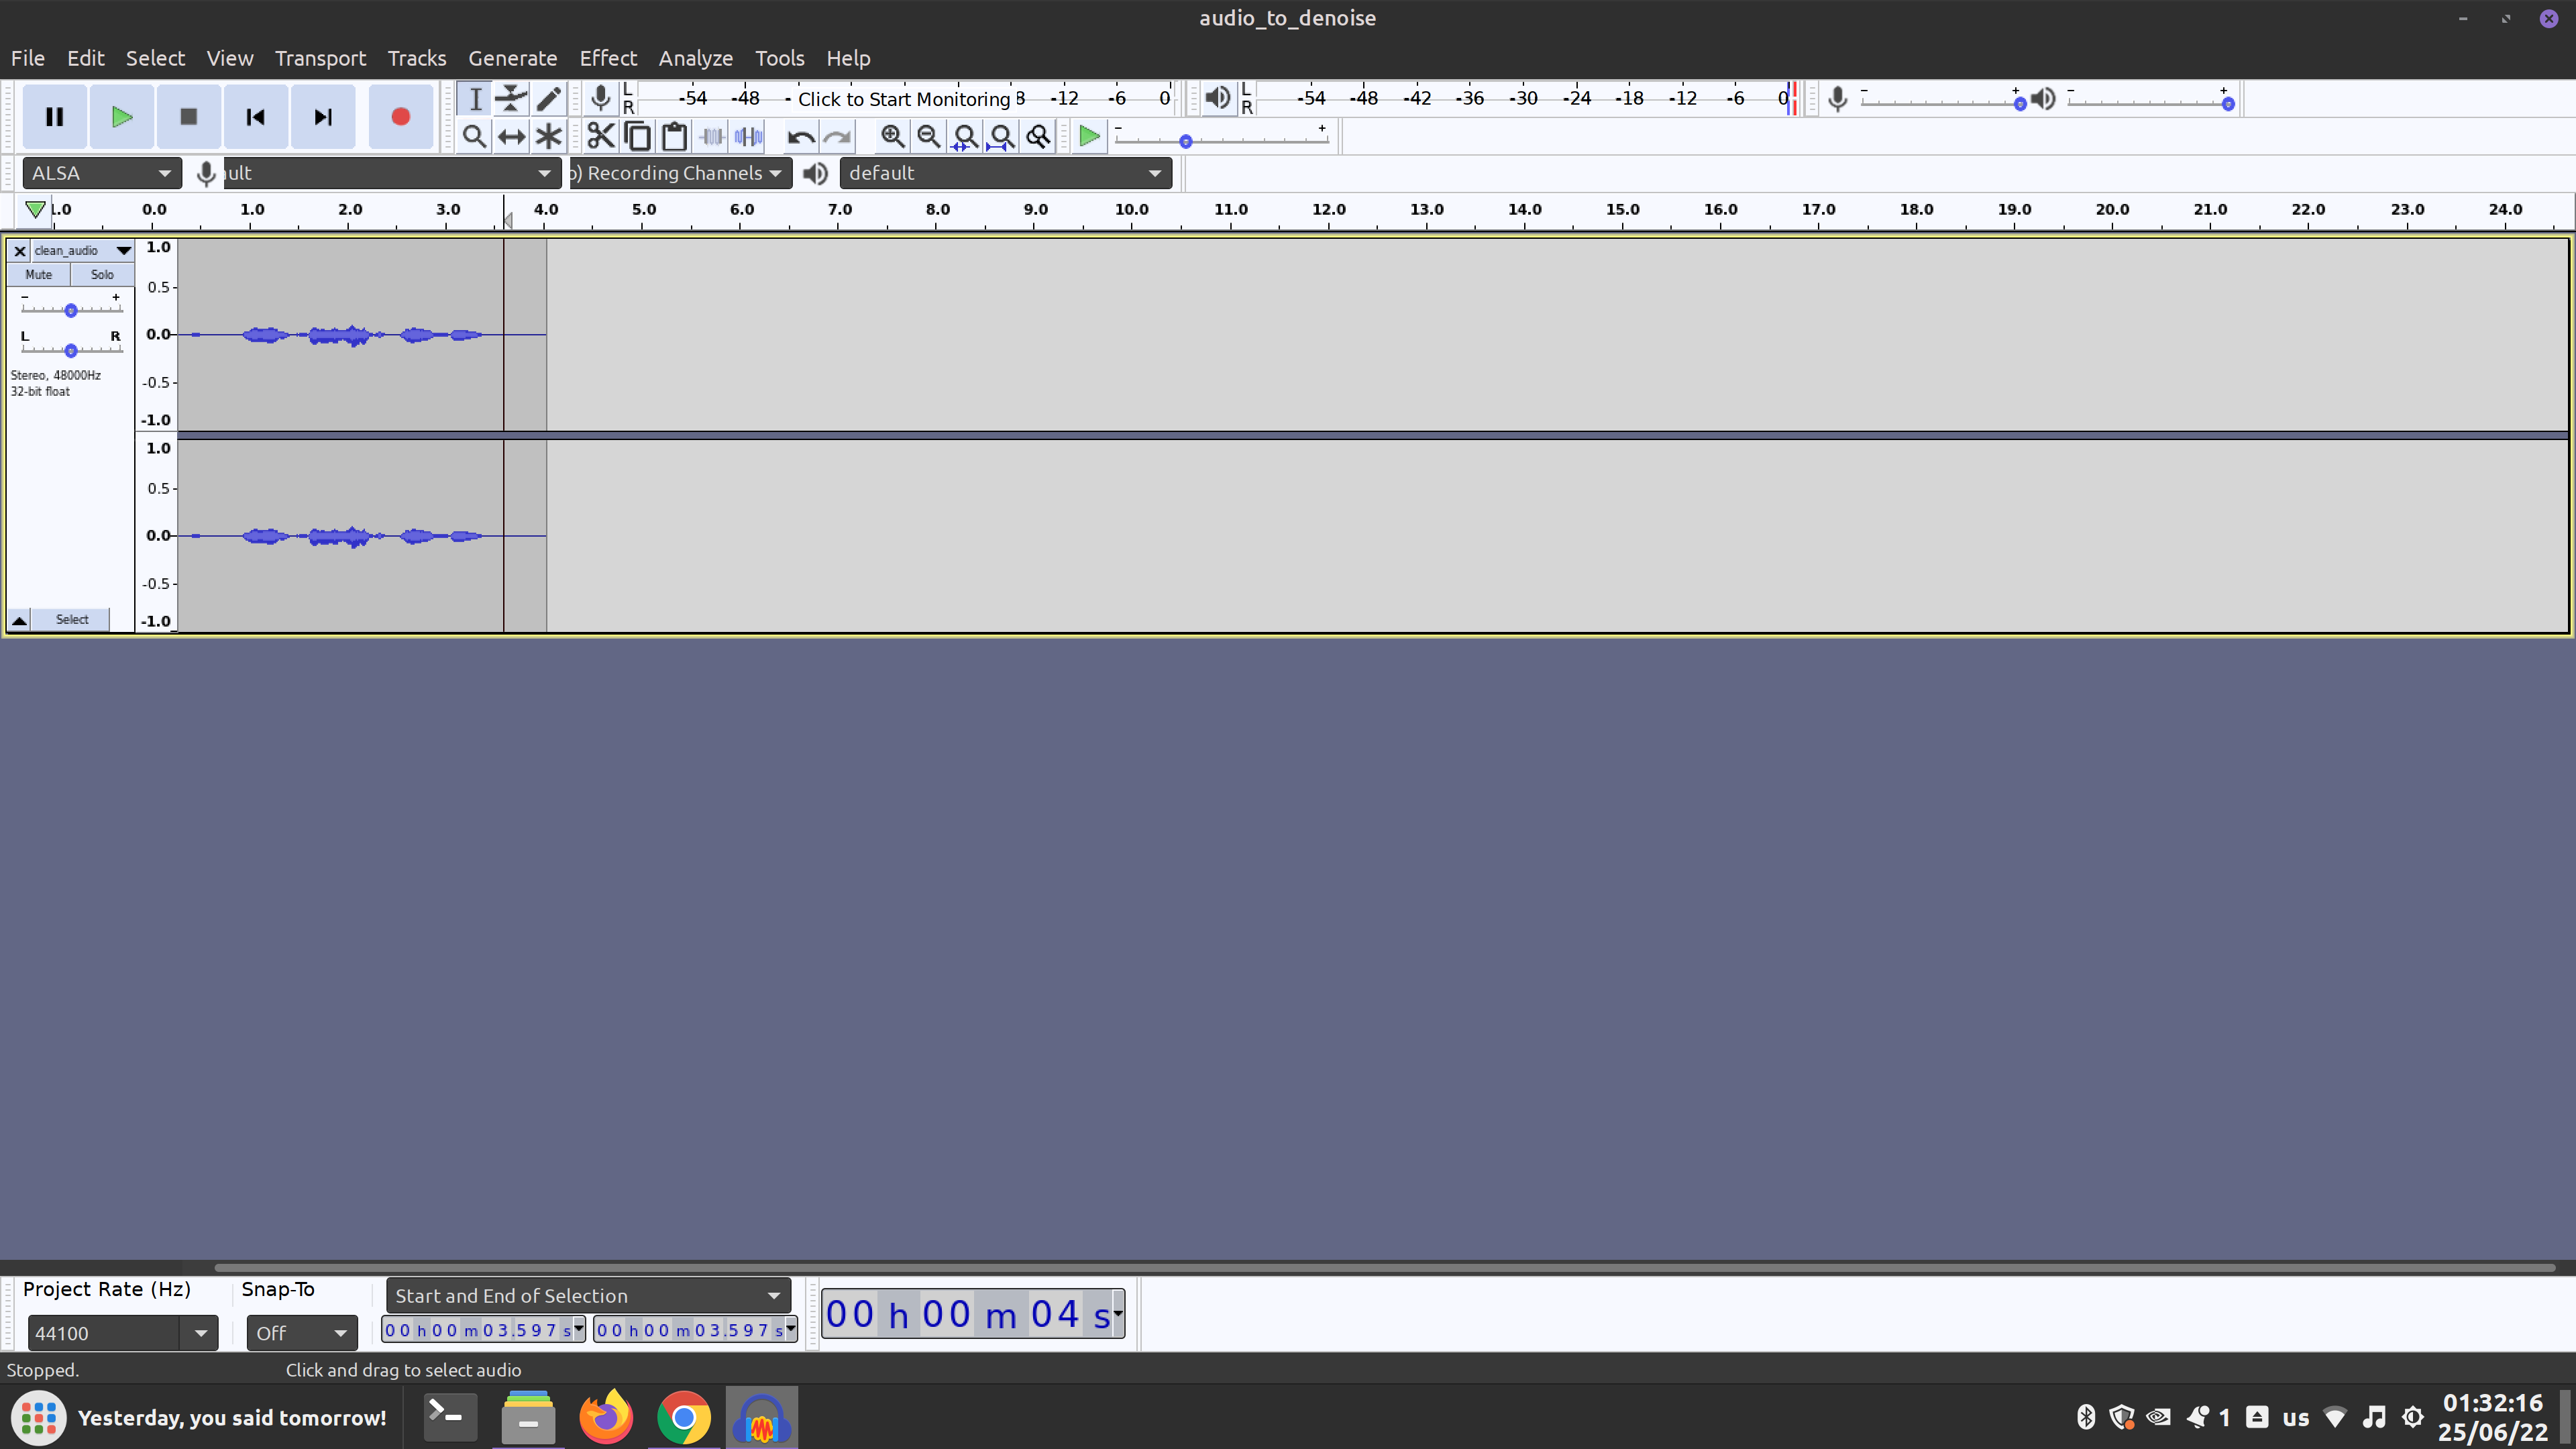 audio_to_denoise
File Edit Select View Transport Tracks Generate Effect Analyze Tools Help
L R -54 -48 - Click to Start Monitoring 8 -12 -6 0 L R -54 -48 -42 -36 -30 -24 -18 -12 -6 0 - + - +
- +
ALSA ult o) Recording Channels default
1.0 0.0 1.0 2.0 3.0 4.0 5.0 6.0 7.0 8.0 9.0 10.0 11.0 12.0 13.0 14.0 15.0 16.0 17.0 18.0 19.0 20.0 21.0 22.0 23.0 24.0
clean_audio 1.0
Mute Solo
- + 0.5
L R 0.0
Stereo, 48000Hz
32-bit float -0.5
-1.0
1.0
0.5
0.0
-0.5
Select -1.0
Project Rate (Hz) Snap-To Start and End of Selection
44100 Off 00 h 00 m 03.597 s 00 h 00 m 03.597 s 00 h 00 m 04 s
Stopped. Click and drag to select audio
Yesterday, you said tomorrow! 1 us 01:32:16
25/06/22